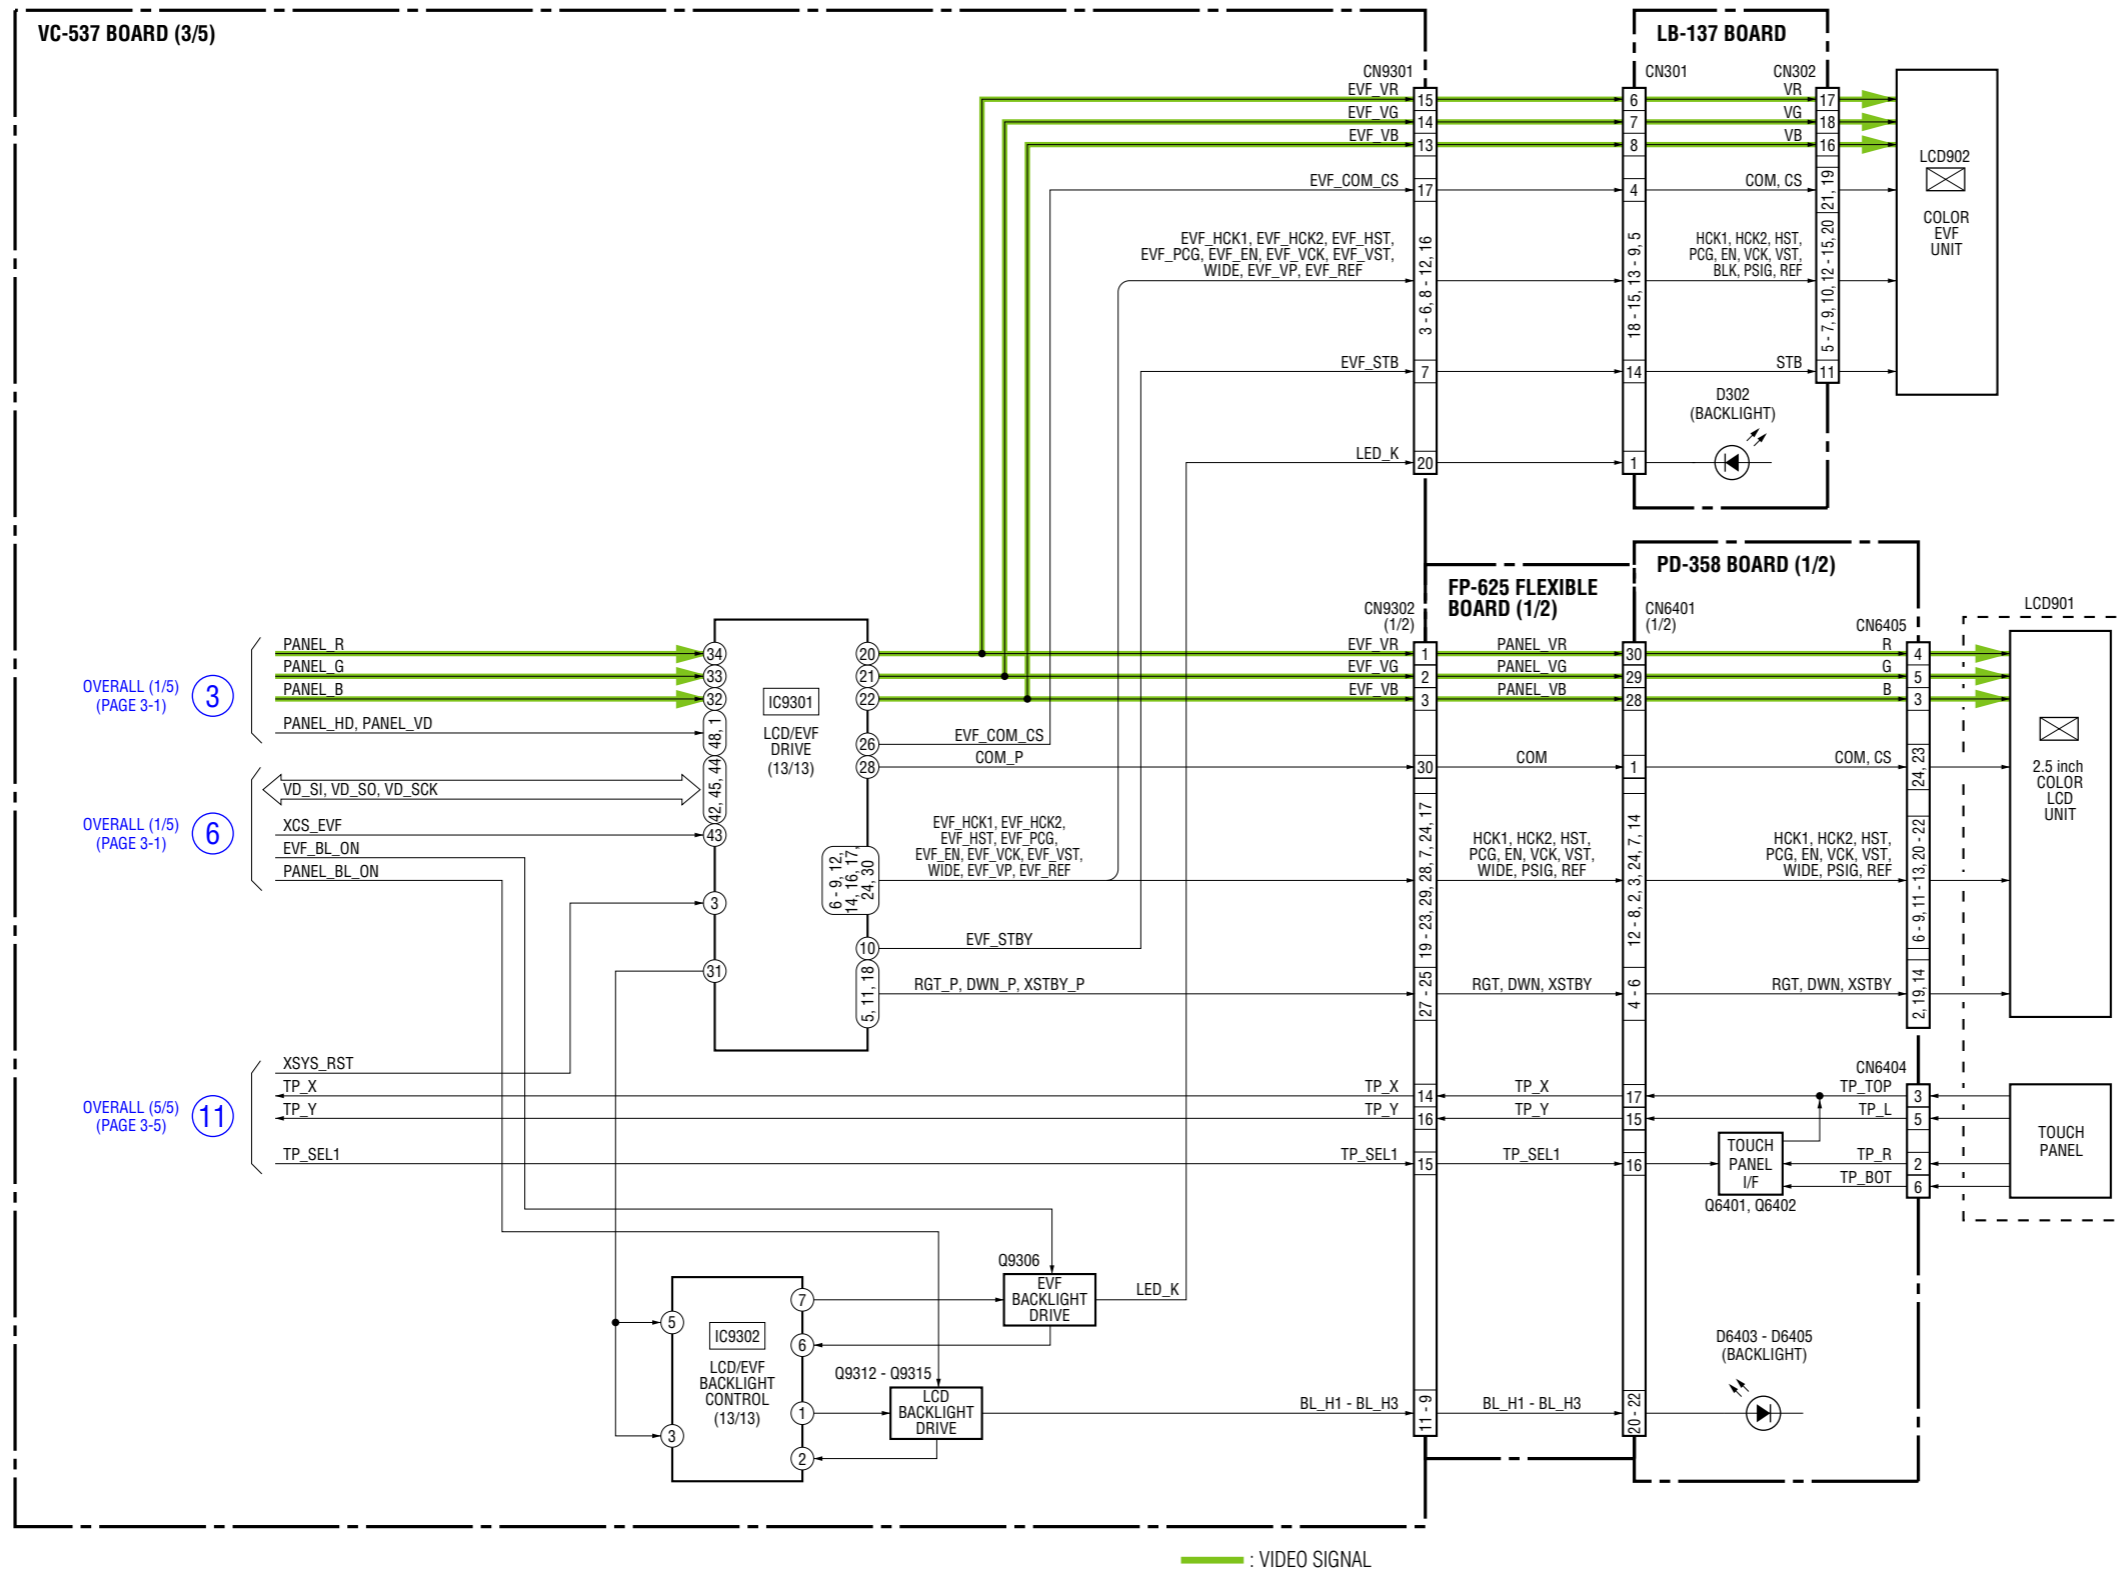 VC-537 BOARD (3/5)
LB-137 BOARD
CN9301
CN301
CN302
EVF_VR
15
6
VR
17
EVF_VG
14
7
VG
18
EVF_VB
13
8
VB
16
EVF_COM_CS
17
4
COM, CS
21, 19
LCD902
COLOR
EVF
UNIT
EVF_HCK1, EVF_HCK2, EVF_HST,
EVF_PCG, EVF_EN, EVF_VCK, EVF_VST,
WIDE, EVF_VP, EVF_REF
3 - 6, 8 - 12, 16
18 - 15, 13 - 9, 5
HCK1, HCK2, HST,
PCG, EN, VCK, VST,
BLK, PSIG, REF
5 - 7, 9, 10, 12 - 15, 20
EVF_STB
7
14
STB
11
D302
(BACKLIGHT)
LED_K
20
1
PD-358 BOARD (1/2)
FP-625 FLEXIBLE
BOARD (1/2)
CN9302
(1/2)
CN6401
(1/2)
CN6405
LCD901
OVERALL (1/5)
(PAGE 3-1)
3
PANEL_R
34
PANEL_G
33
PANEL_B
32
PANEL_HD, PANEL_VD
48, 1
IC9301
LCD/EVF
DRIVE
(13/13)
20
21
22
26
28
EVF_VR
1
PANEL_VR
30
R
4
EVF_VG
2
PANEL_VG
29
G
5
EVF_VB
3
PANEL_VB
28
B
3
EVF_COM_CS
COM_P
30
COM
1
COM, CS
24, 23
2.5 inch
COLOR
LCD
UNIT
OVERALL (1/5)
(PAGE 3-1)
6
VD_SI, VD_SO, VD_SCK
42, 45, 44
XCS_EVF
43
EVF_BL_ON
PANEL_BL_ON
6 - 9, 12,
14, 16, 17,
24, 30
EVF_HCK1, EVF_HCK2,
EVF_HST, EVF_PCG,
EVF_EN, EVF_VCK, EVF_VST,
WIDE, EVF_VP, EVF_REF
19 - 23, 29, 28, 7, 24, 17
HCK1, HCK2, HST,
PCG, EN, VCK, VST,
WIDE, PSIG, REF
12 - 8, 2, 3, 24, 7, 14
HCK1, HCK2, HST,
PCG, EN, VCK, VST,
WIDE, PSIG, REF
6 - 9, 11 - 13, 20 - 22
3
10
EVF_STBY
31
5, 11, 18
RGT_P, DWN_P, XSTBY_P
27 - 25
RGT, DWN, XSTBY
4 - 6
RGT, DWN, XSTBY
2, 19, 14
OVERALL (5/5)
(PAGE 3-5)
11
XSYS_RST
TP_X
TP_Y
TP_SEL1
CN6404
TP_X
14
TP_X
17
TP_TOP
3
TP_Y
16
TP_Y
15
TP_L
5
TP_SEL1
15
TP_SEL1
16
TOUCH
PANEL
I/F
Q6401, Q6402
TP_R
2
TP_BOT
6
TOUCH
PANEL
Q9306
EVF
BACKLIGHT
DRIVE
LED_K
5
3
IC9302
LCD/EVF
BACKLIGHT
CONTROL
(13/13)
7
6
1
2
Q9312 - Q9315
LCD
BACKLIGHT
DRIVE
BL_H1 - BL_H3
11 - 9
BL_H1 - BL_H3
20 - 22
D6403 - D6405
(BACKLIGHT)
: VIDEO SIGNAL